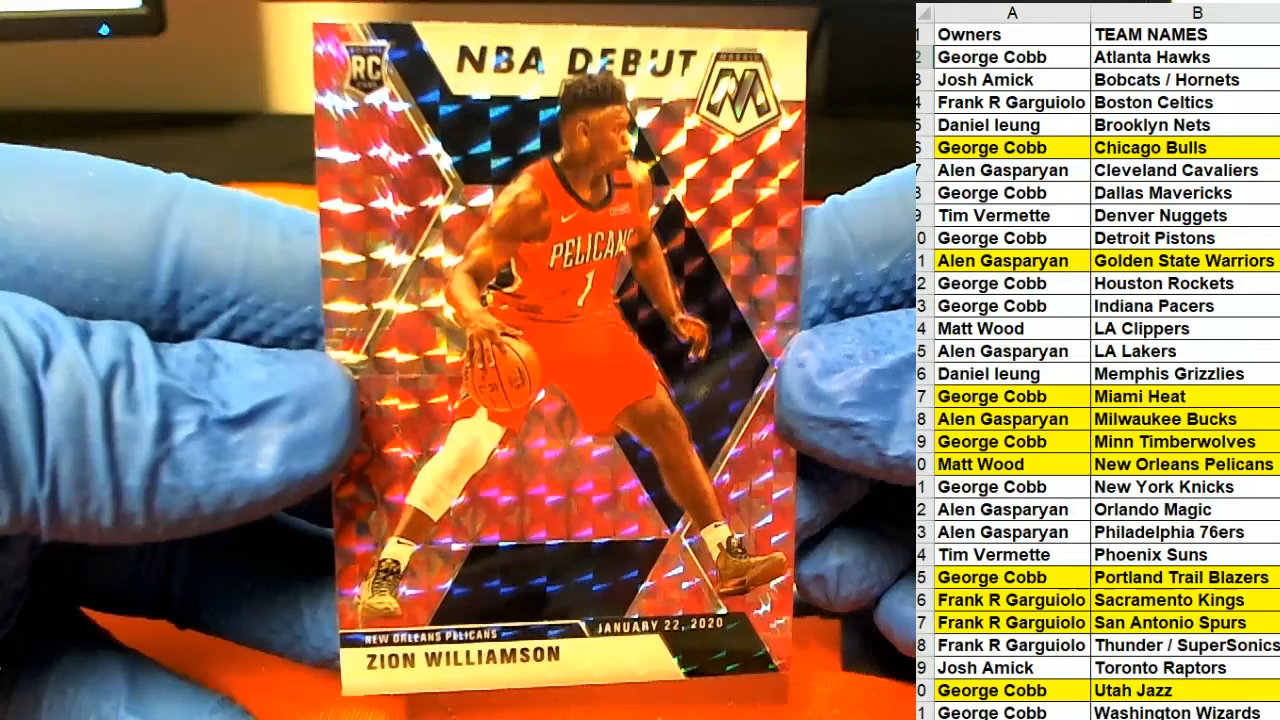 NBA DEBUT
RC
PELICANS
1
NEW ORLEANS PELICANS
JANUARY 22, 2020
ZION WILLIAMSON
A B
Owners TEAM NAMES
George Cobb Atlanta Hawks
Josh Amick Bobcats / Hornets
Frank R Garguiolo Boston Celtics
Daniel leung Brooklyn Nets
George Cobb Chicago Bulls
Alen Gasparyan Cleveland Cavaliers
George Cobb Dallas Mavericks
Tim Vermette Denver Nuggets
George Cobb Detroit Pistons
Alen Gasparyan Golden State Warriors
George Cobb Houston Rockets
George Cobb Indiana Pacers
Matt Wood LA Clippers
Alen Gasparyan LA Lakers
Daniel leung Memphis Grizzlies
George Cobb Miami Heat
Alen Gasparyan Milwaukee Bucks
George Cobb Minn Timberwolves
Matt Wood New Orleans Pelicans
George Cobb New York Knicks
Alen Gasparyan Orlando Magic
Alen Gasparyan Philadelphia 76ers
Tim Vermette Phoenix Suns
George Cobb Portland Trail Blazers
Frank R Garguiolo Sacramento Kings
Frank R Garguiolo San Antonio Spurs
Frank R Garguiolo Thunder / SuperSonics
Josh Amick Toronto Raptors
George Cobb Utah Jazz
George Cobb Washington Wizards